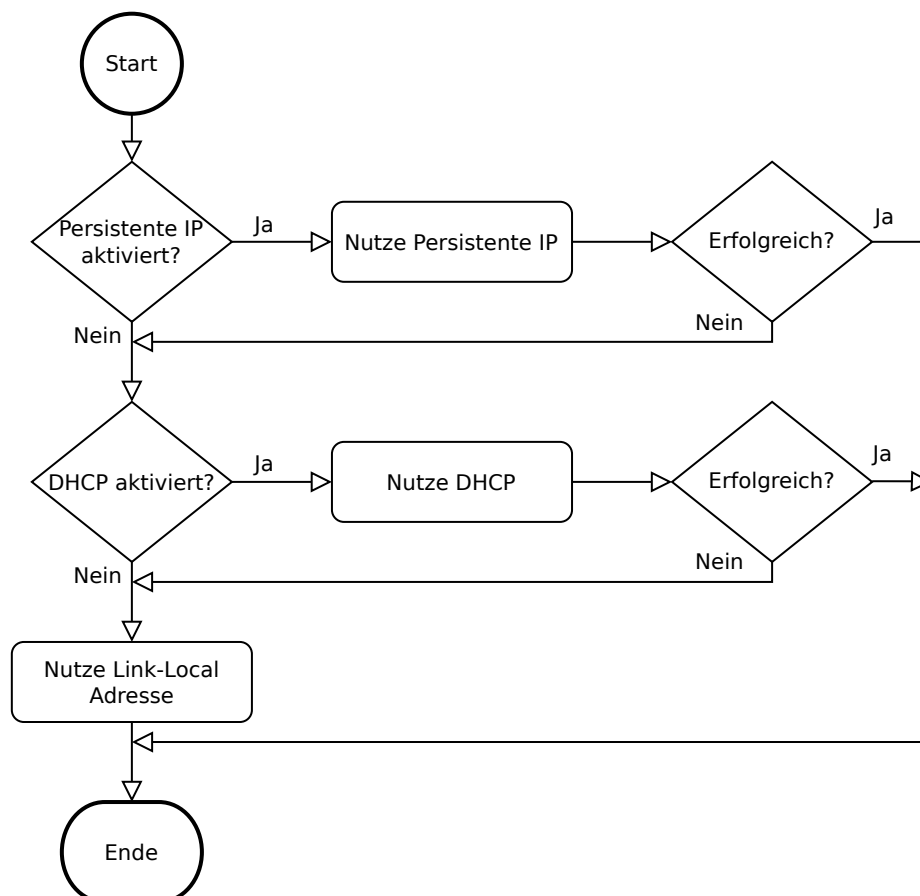 Start
Persistente IP
aktiviert?
Ja
Nutze Persistente IP
Erfolgreich?
Ja
Nein
Nein
DHCP aktiviert?
Ja
Nutze DHCP
Erfolgreich?
Ja
Nein
Nein
Nutze Link-Local
Adresse
Ende